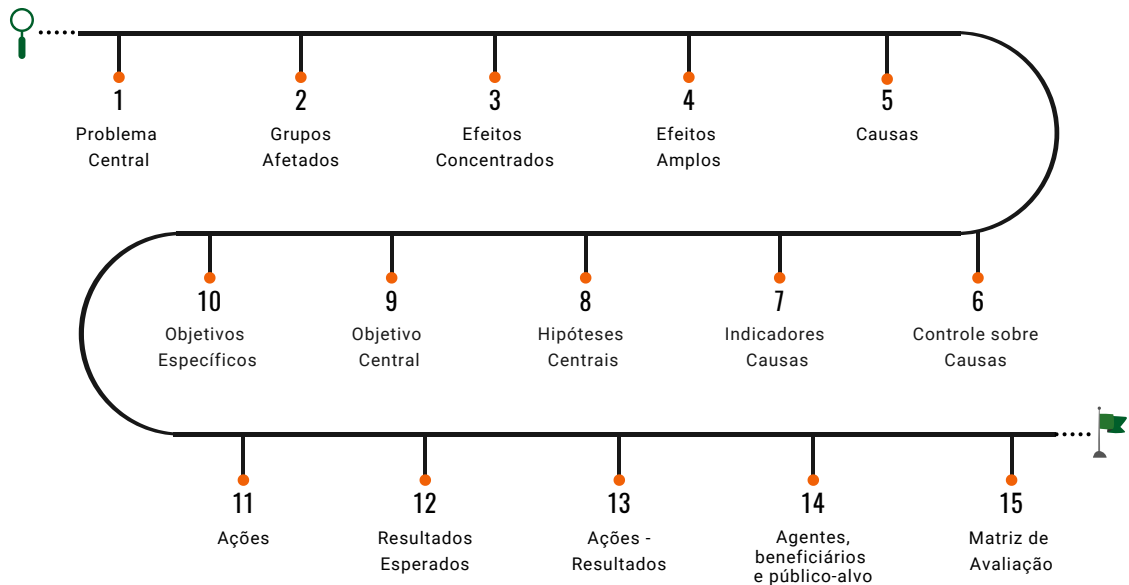 1
Problema
Central
2
Grupos
Afetados
3
Efeitos
Concentrados
4
Efeitos
Amplos
5
Causas
6
Controle sobre
Causas
7
Indicadores
Causas
8
Hipóteses
Centrais
9
Objetivo
Central
10
Objetivos
Específicos
11
Ações
12
Resultados
Esperados
13
Ações -
Resultados
14
Agentes,
beneficiários
e público-alvo
15
Matriz de
Avaliação